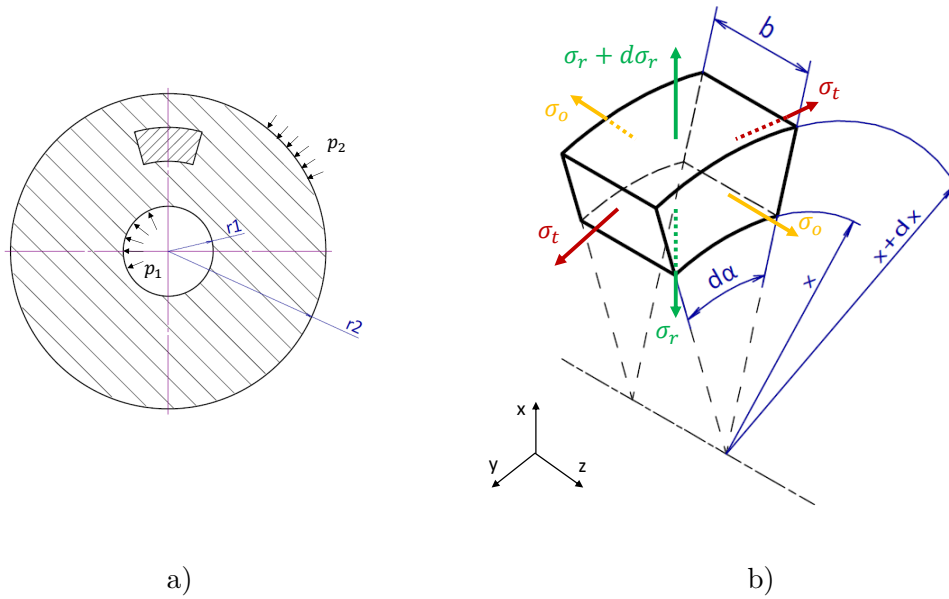 p₂
r1
p₁
r2
a)
b
σᵣ + dσᵣ
σₜ
σₒ
σₜ
σₒ
dα
x
x+dx
σᵣ
x
y
z
b)